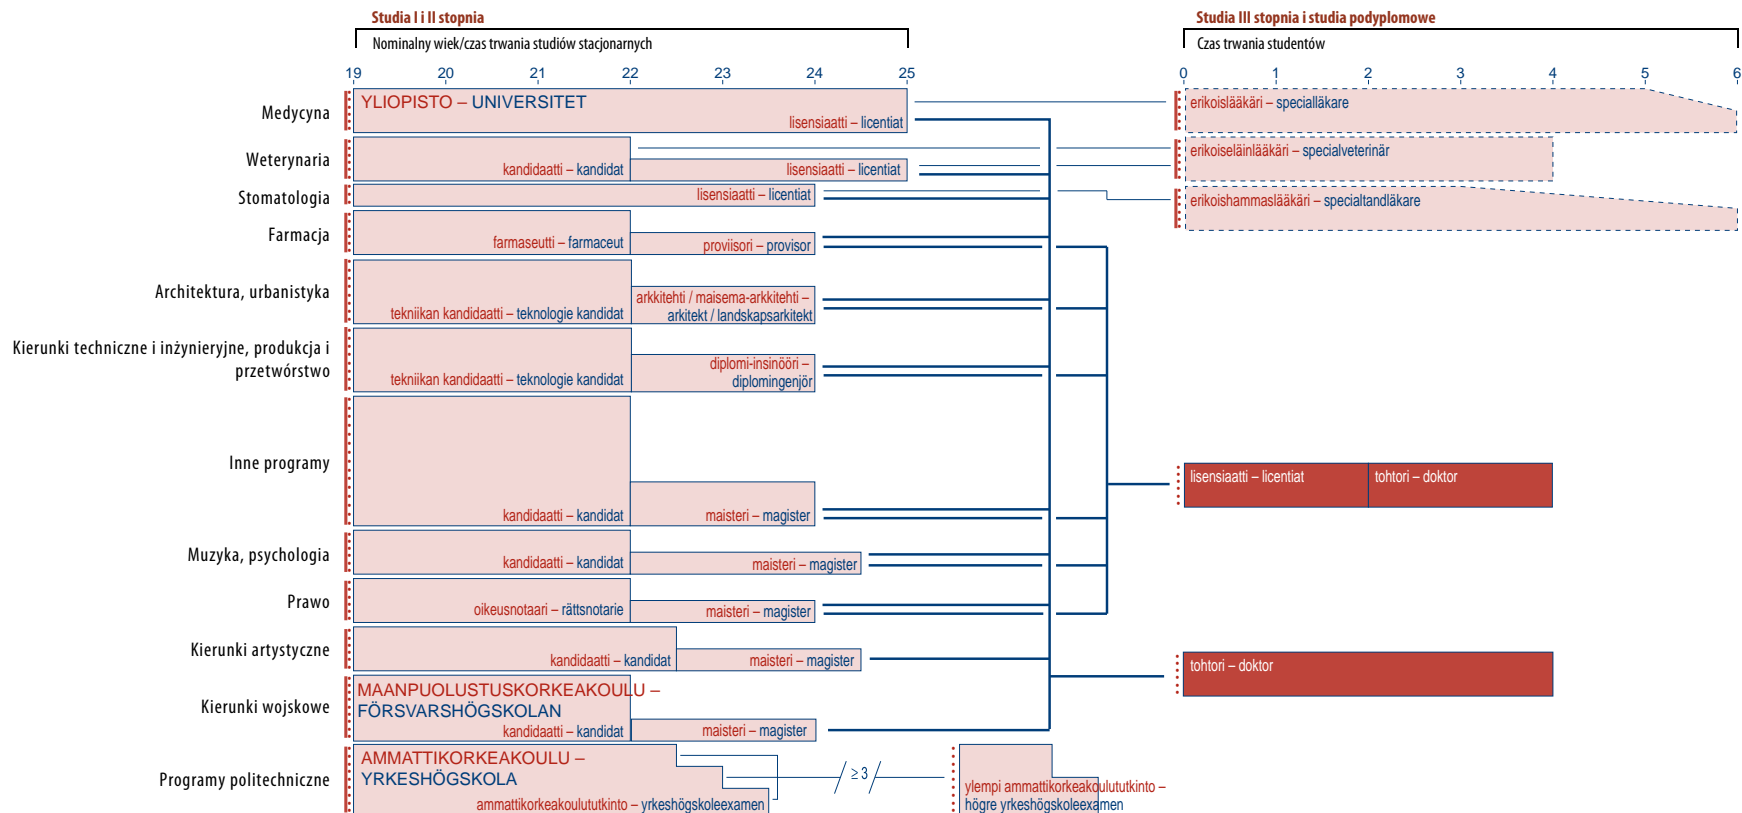 Studia I i II stopnia
Nominalny wiek/czas trwania studiów stacjonarnych
19 20 21 22 23 24 25
Studia III stopnia i studia podyplomowe
Czas trwania studentów
0 1 2 3 4 5 6
Medycyna
YLIOPISTO – UNIVERSITET
lisensiaatti – licentiat
erikoislääkäri – specialläkare
Weterynaria
kandidaatti – kandidat
lisensiaatti – licentiat
erikoiseläinlääkäri – specialveterinär
Stomatologia
lisensiaatti – licentiat
erikoishammaslääkäri – specialtandläkare
Farmacja
farmaseutti – farmaceut
proviisori – provisor
Architektura, urbanistyka
tekniikan kandidaatti – teknologie kandidat
arkkitehti / maisema-arkkitehti –
arkitekt / landskapsarkitekt
Kierunki techniczne i inżynieryjne, produkcja i
przetwórstwo
tekniikan kandidaatti – teknologie kandidat
diplomi-insinööri –
diplomingenjör
Inne programy
kandidaatti – kandidat
maisteri – magister
lisensiaatti – licentiat
tohtori – doktor
Muzyka, psychologia
kandidaatti – kandidat
maisteri – magister
Prawo
oikeusnotaari – rättsnotarie
maisteri – magister
Kierunki artystyczne
kandidaatti – kandidat
maisteri – magister
tohtori – doktor
Kierunki wojskowe
MAANPUOLUSTUSKORKEAKOULU –
FÖRSVARSHÖGSKOLAN
kandidaatti – kandidat
maisteri – magister
Programy politechniczne
AMMATTIKORKEAKOULU –
YRKESHÖGSKOLA
ammattikorkeakoulututkinto – yrkeshögskoleexamen
≥ 3
ylempi ammattikorkeakoulututkinto –
högre yrkeshögskoleexamen